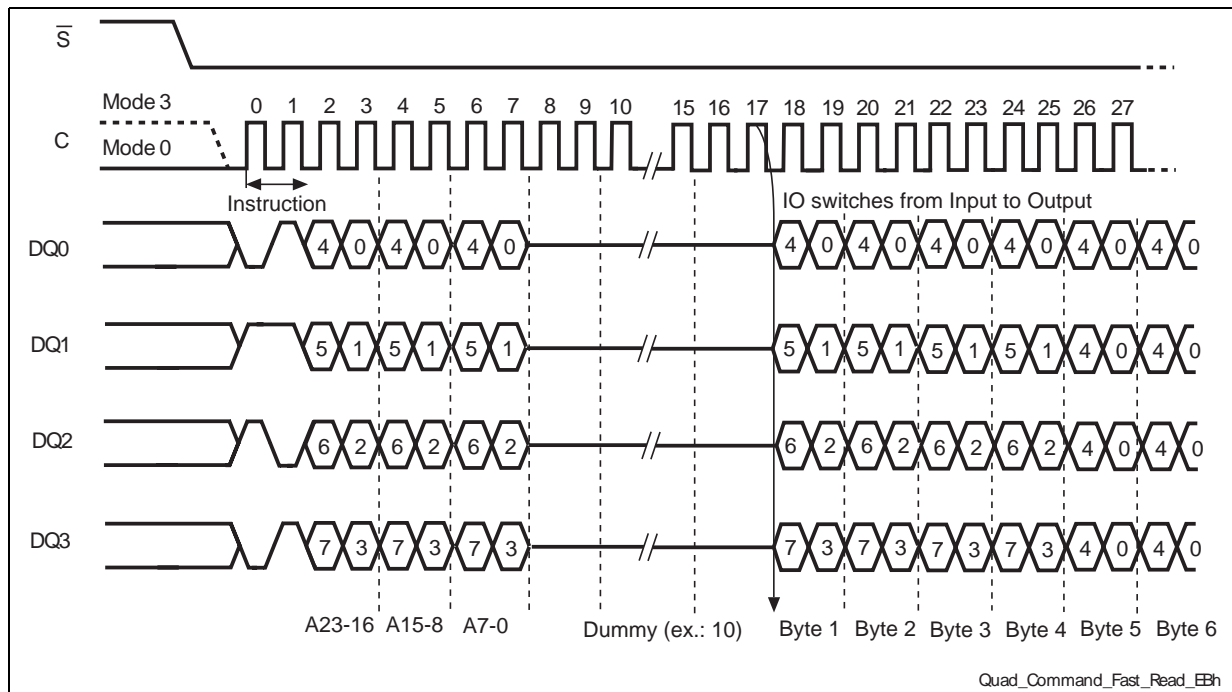 S
Mode 3
C
Mode 0
0 1 2 3 4 5 6 7 8 9 10 15 16 17 18 19 20 21 22 23 24 25 26 27
Instruction
IO switches from Input to Output
DQ0 4 0 4 0 4 0 4 0 4 0 4 0 4 0 4 0 4 0
DQ1 5 1 5 1 5 1 5 1 5 1 5 1 5 1 4 0 4 0
DQ2 6 2 6 2 6 2 6 2 6 2 6 2 6 2 4 0 4 0
DQ3 7 3 7 3 7 3 7 3 7 3 7 3 7 3 4 0 4 0
A23-16 A15-8 A7-0 Dummy (ex.: 10) Byte 1 Byte 2 Byte 3 Byte 4 Byte 5 Byte 6
Quad_Command_Fast_Read_EBh